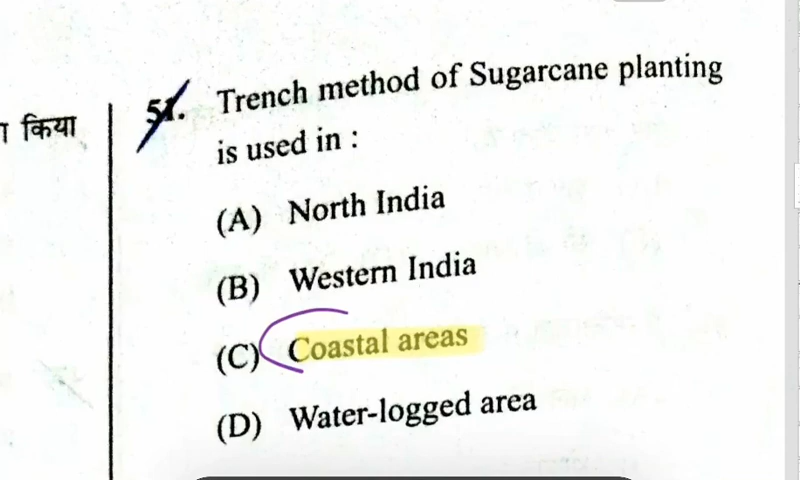 ा किया
51. Trench method of Sugarcane planting
is used in :
(A) North India
(B) Western India
(C) Coastal areas
(D) Water-logged area